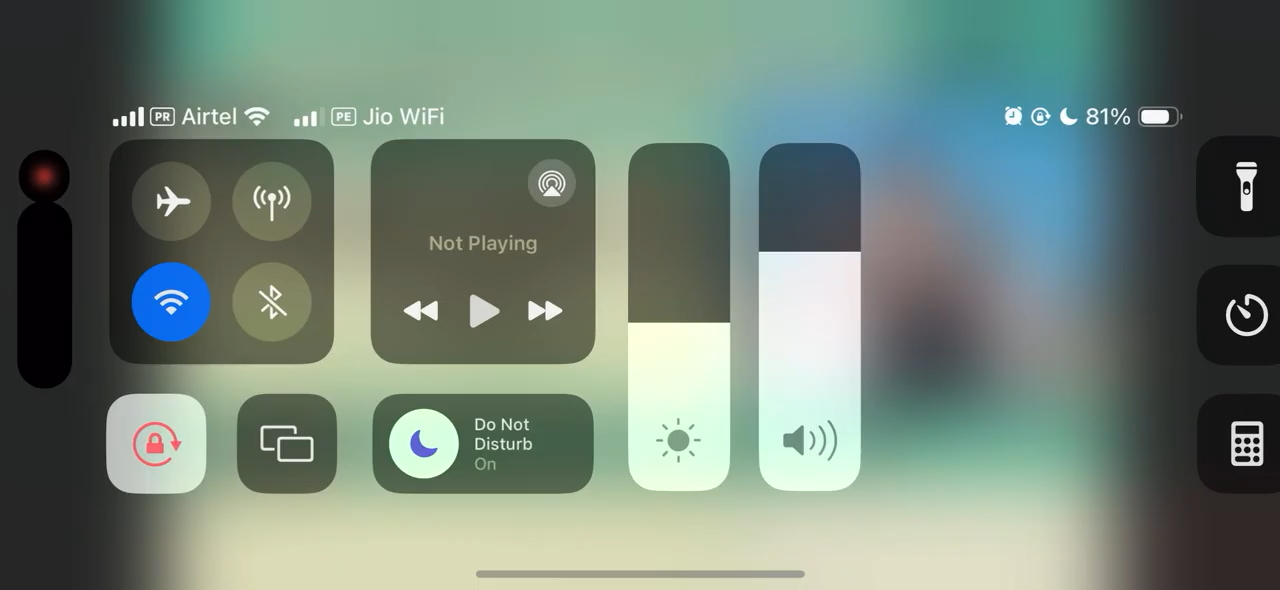 PR Airtel PE Jio WiFi 81%
Not Playing
Do Not
Disturb
On